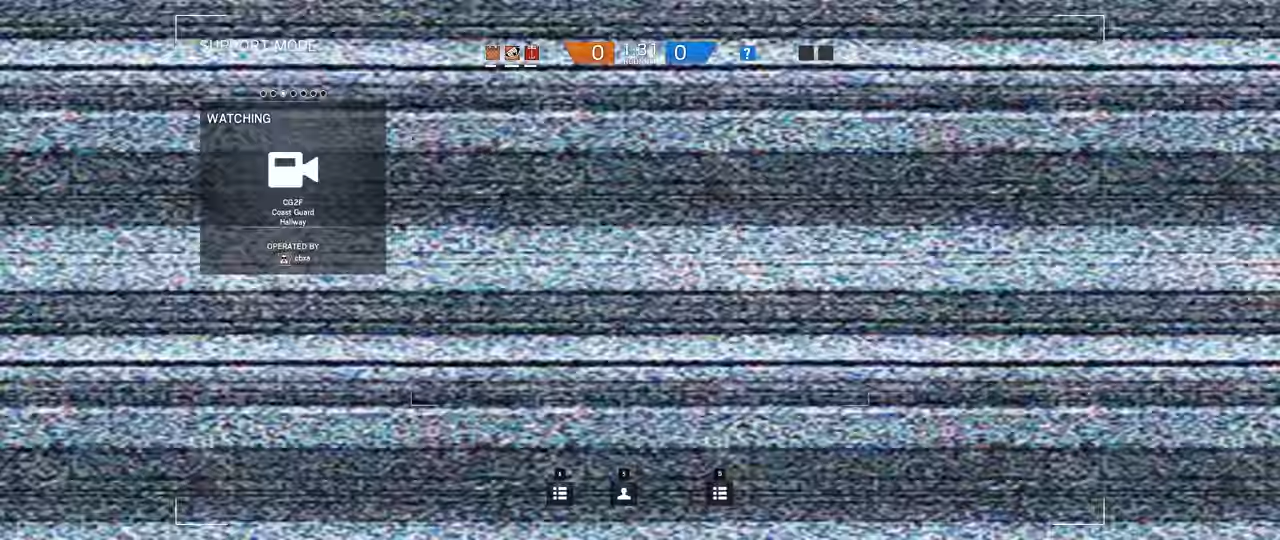 SUPPORT MODE
0 1:31 0 ?
WATCHING
CG2F
Coast Guard
Hallway
OPERATED BY
A S D